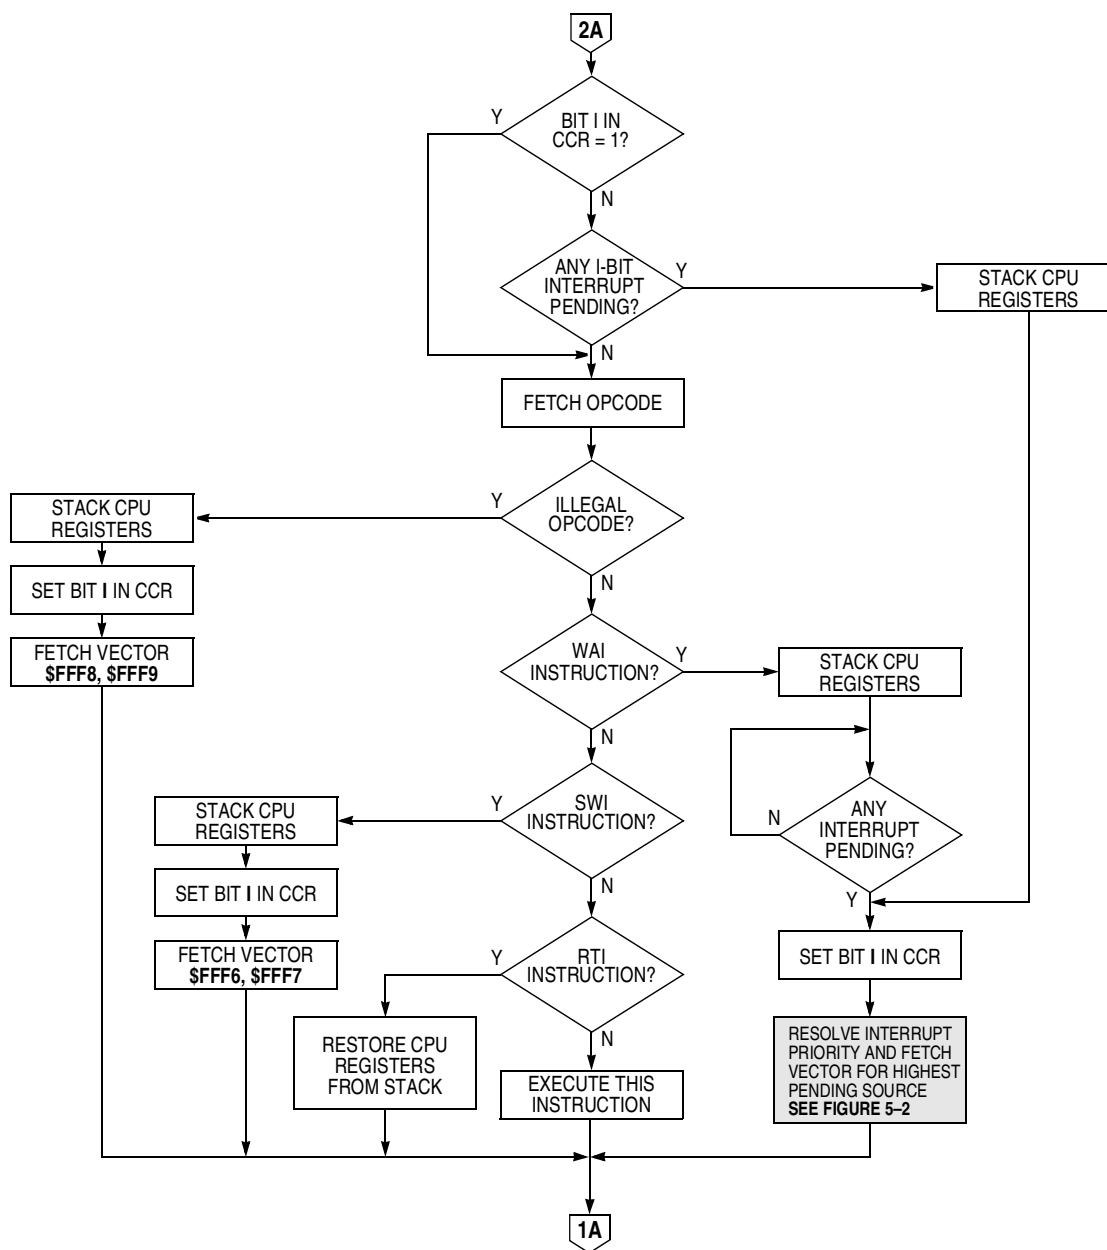 2A
Y
BIT I IN
CCR = 1?
N
ANY I-BIT
INTERRUPT
PENDING?
Y
STACK CPU
REGISTERS
N
FETCH OPCODE
STACK CPU
REGISTERS
Y
ILLEGAL
OPCODE?
N
SET BIT I IN CCR
FETCH VECTOR
$FFF8, $FFF9
WAI
INSTRUCTION?
Y
STACK CPU
REGISTERS
N
STACK CPU
REGISTERS
Y
SWI
INSTRUCTION?
N
N
ANY
INTERRUPT
PENDING?
Y
SET BIT I IN CCR
FETCH VECTOR
$FFF6, $FFF7
Y
RTI
INSTRUCTION?
N
SET BIT I IN CCR
RESTORE CPU
REGISTERS
FROM STACK
EXECUTE THIS
INSTRUCTION
RESOLVE INTERRUPT
PRIORITY AND FETCH
VECTOR FOR HIGHEST
PENDING SOURCE
SEE FIGURE 5–2
1A